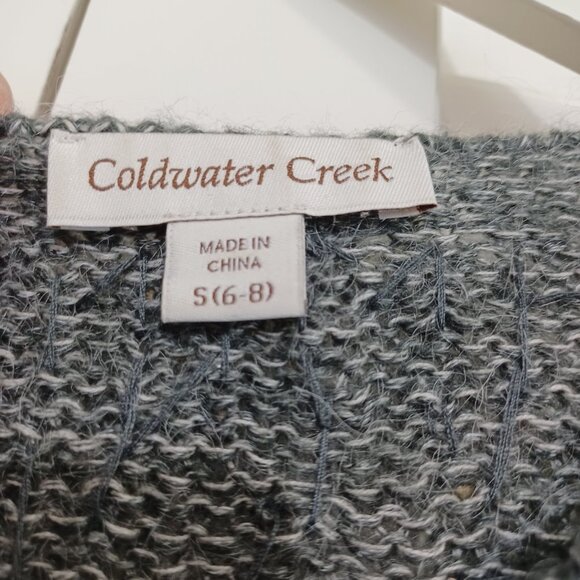 Coldwater Creek
MADE IN
CHINA
S(6-8)